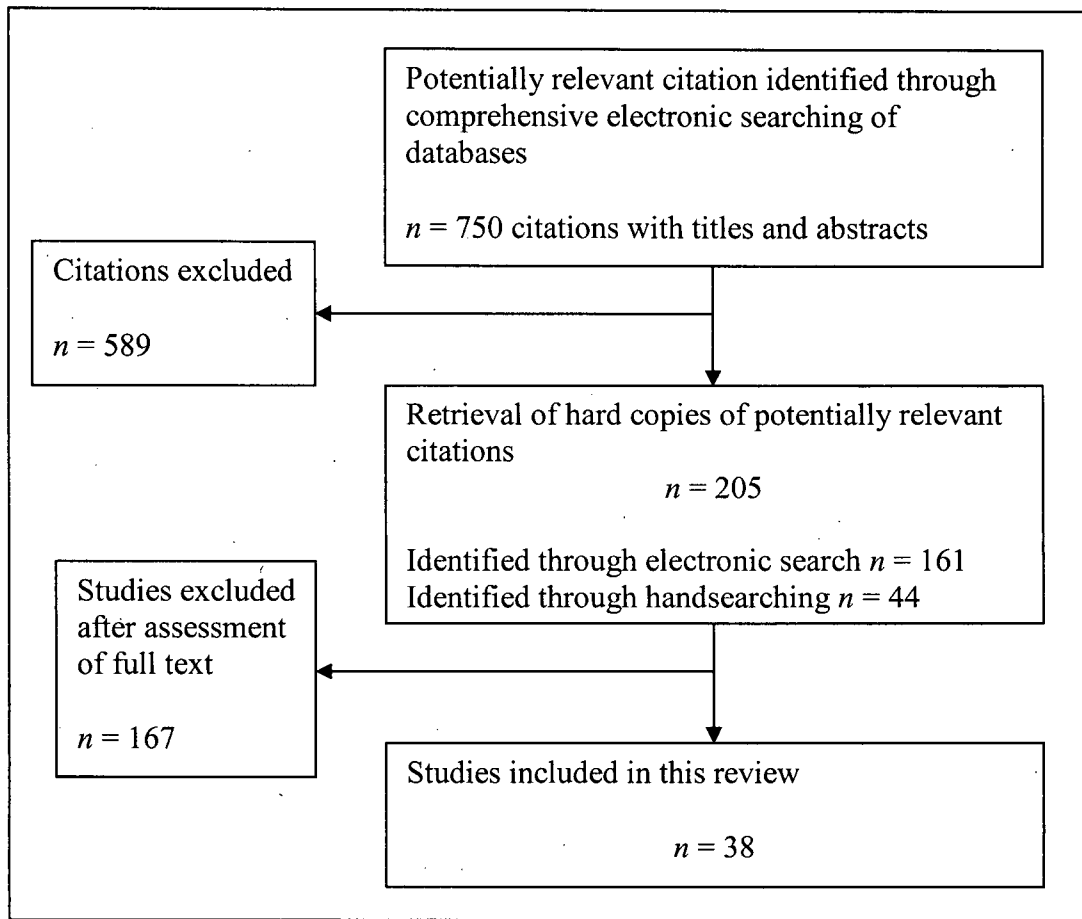 Potentially relevant citation identified through
comprehensive electronic searching of
databases
n = 750 citations with titles and abstracts
Citations excluded
n = 589
Retrieval of hard copies of potentially relevant
citations
n = 205
Identified through electronic search n = 161
Identified through handsearching n = 44
Studies excluded
after assessment
of full text
n = 167
Studies included in this review
n = 38